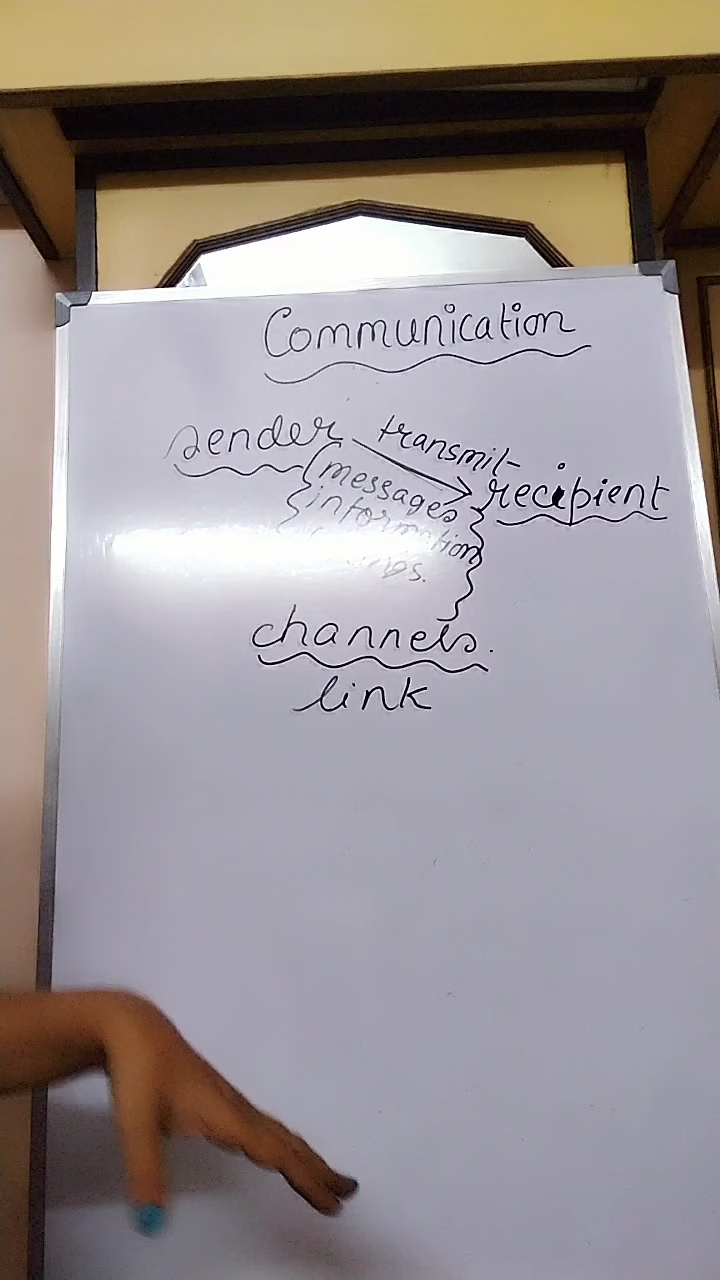 Communication
sender transmit recipient
messages
information
channels.
link